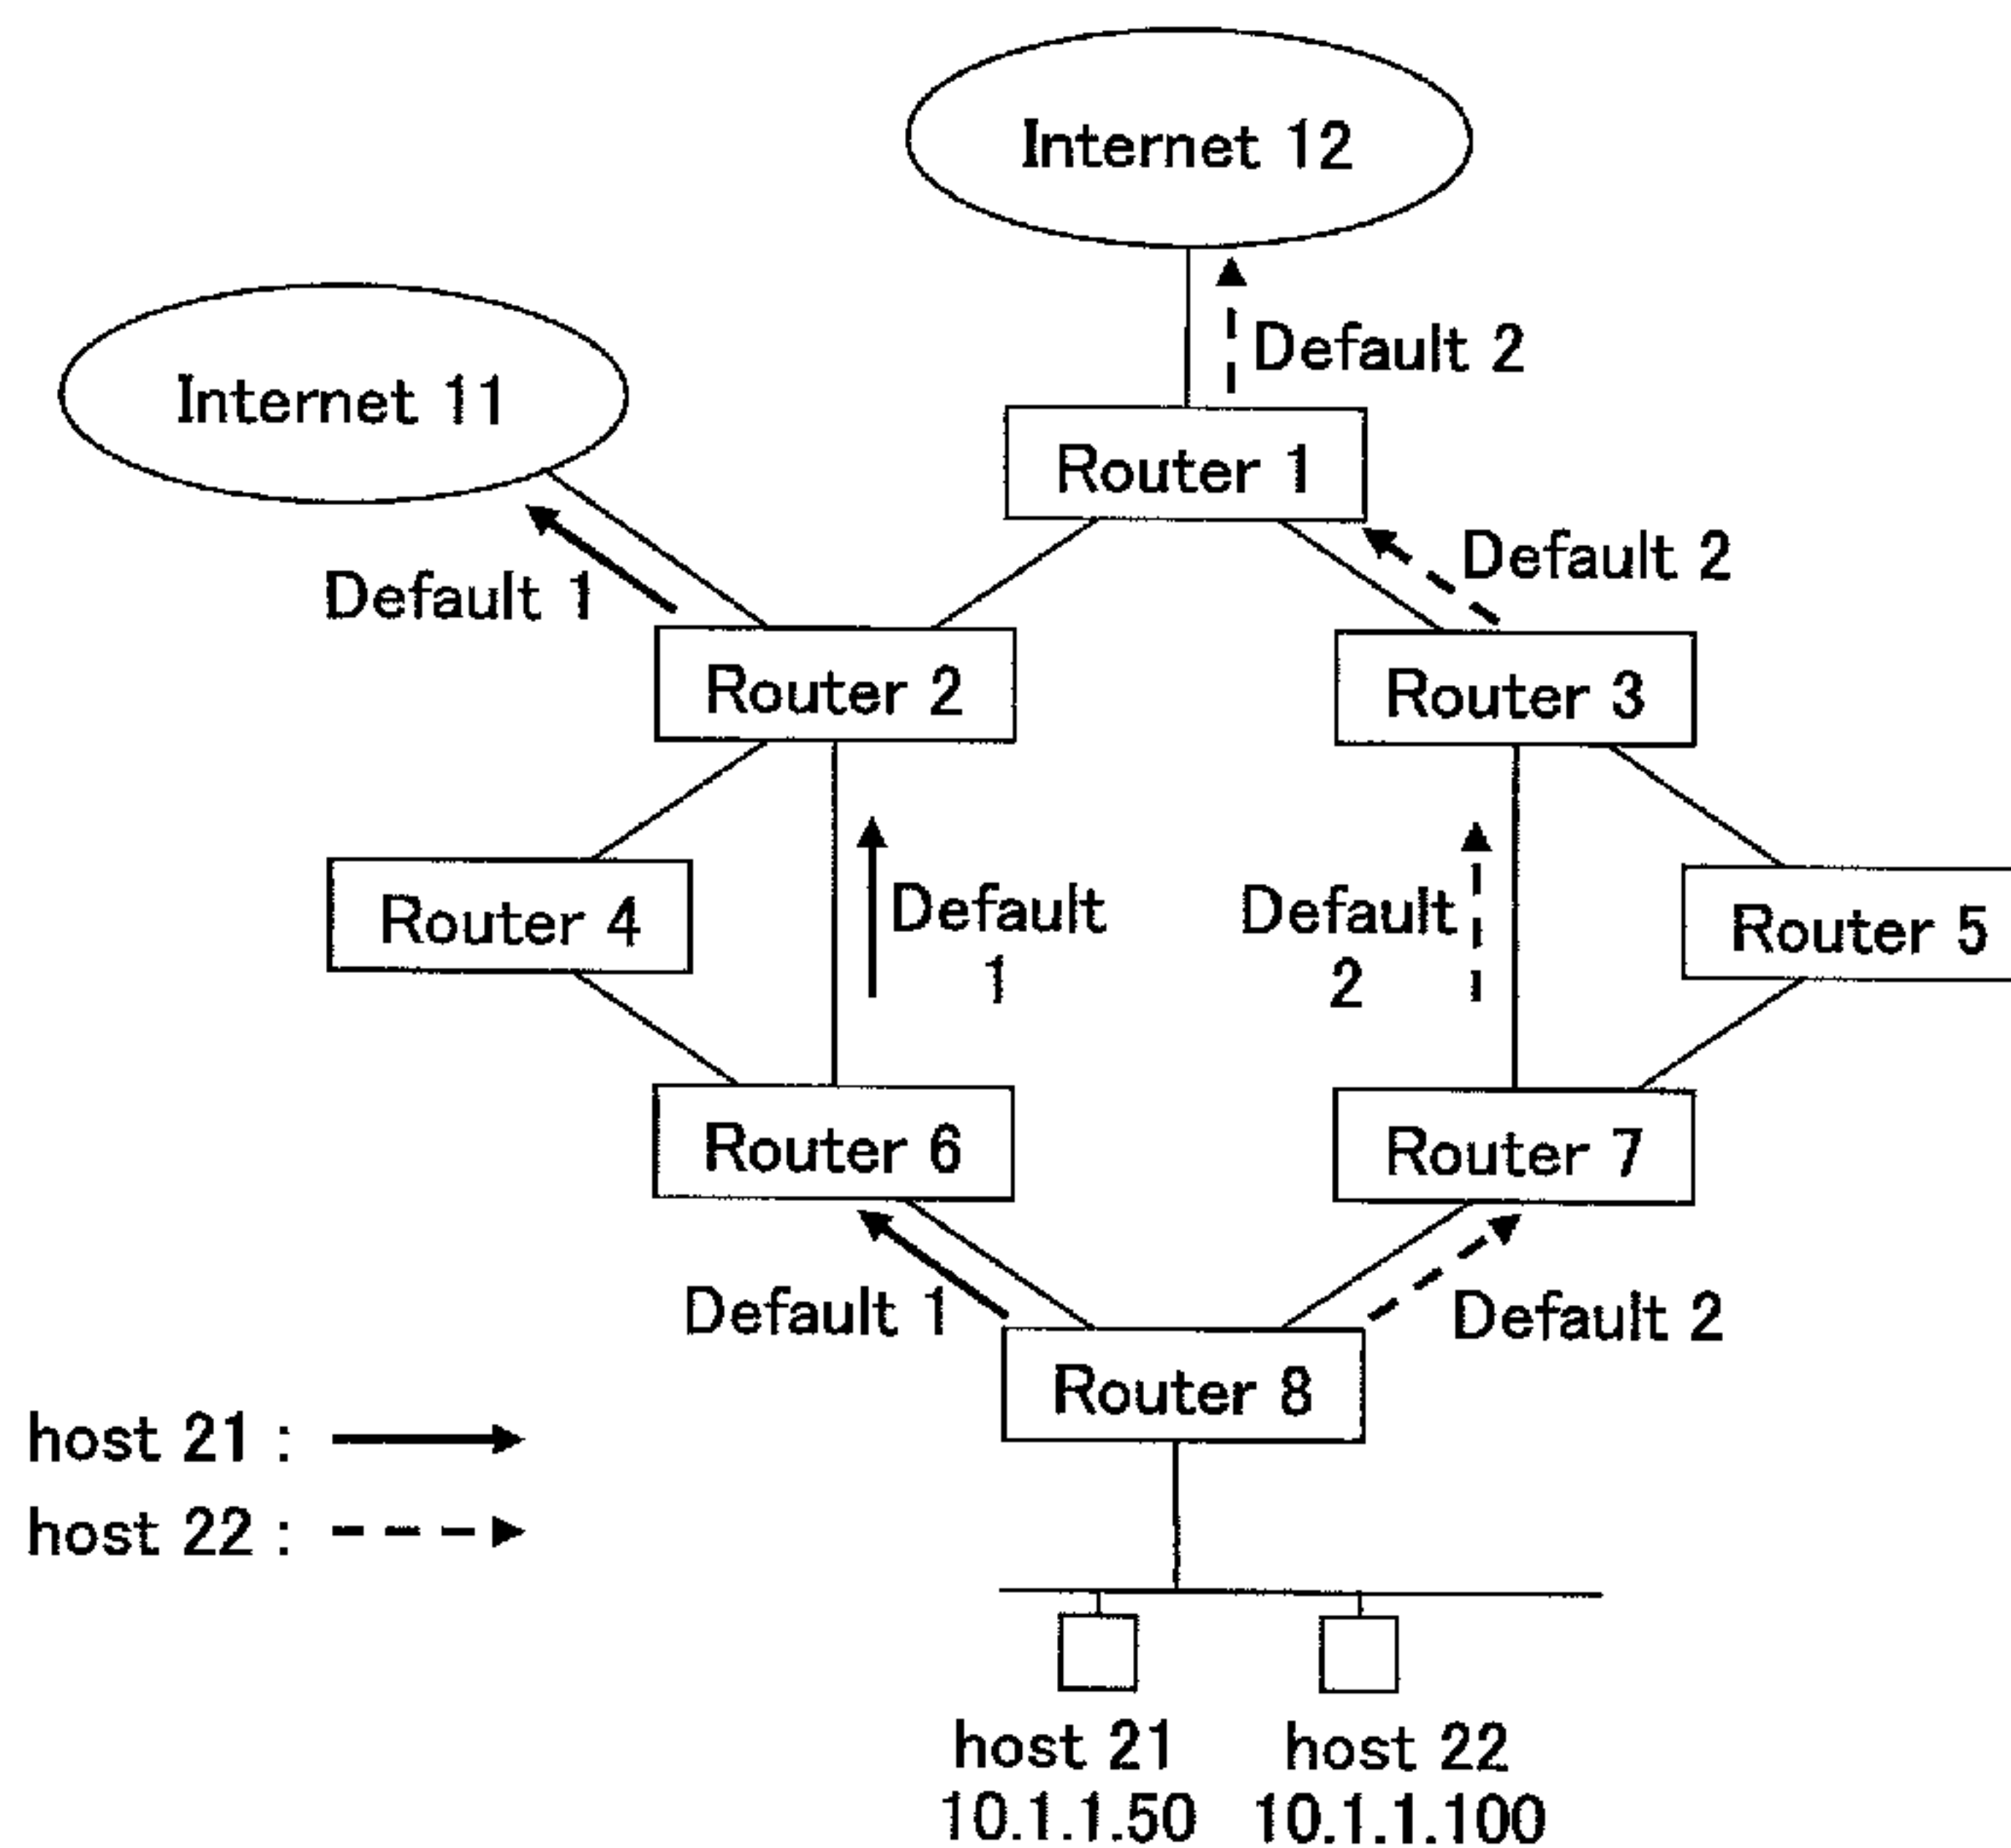 Internet 12
Default 2
Internet 11
Router 1
Default 2
Default 1
Router 2
Router 3
Default
1
Default
2
Router 4
Router 5
Router 6
Router 7
Default 1
Default 2
Router 8
host 21 :
host 22 :
host 21
10.1.1.50
host 22
10.1.1.100